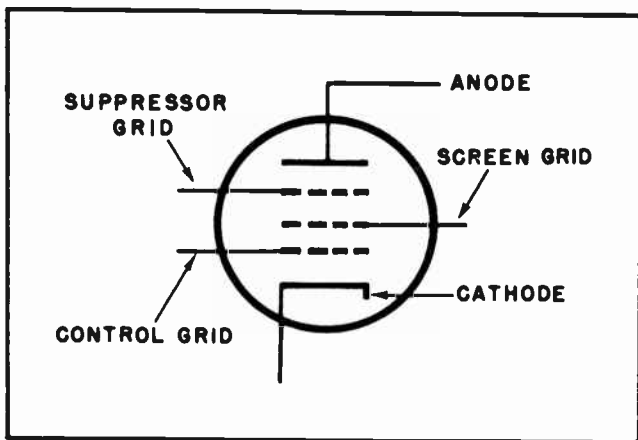 ANODE
SUPPRESSOR
GRID
SCREEN GRID
CATHODE
CONTROL GRID